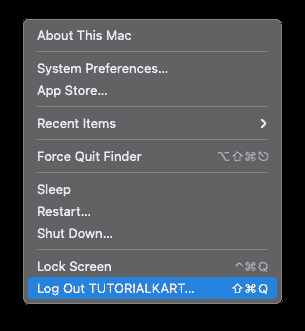 About This Mac
System Preferences...
App Store...
Recent Items
Force Quit Finder ⌥⇧⌘⎋
Sleep
Restart...
Shut Down...
Lock Screen ^⌘Q
Log Out TUTORIALKART... ⇧⌘Q